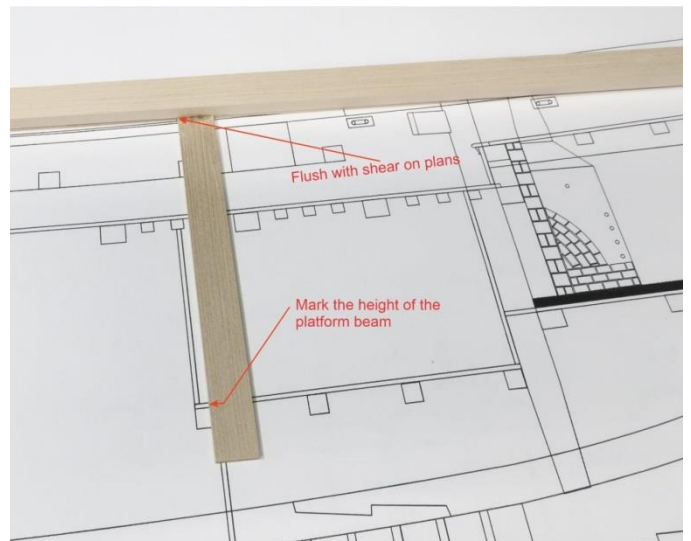 Flush with shear on plans
Mark the height of the
platform beam